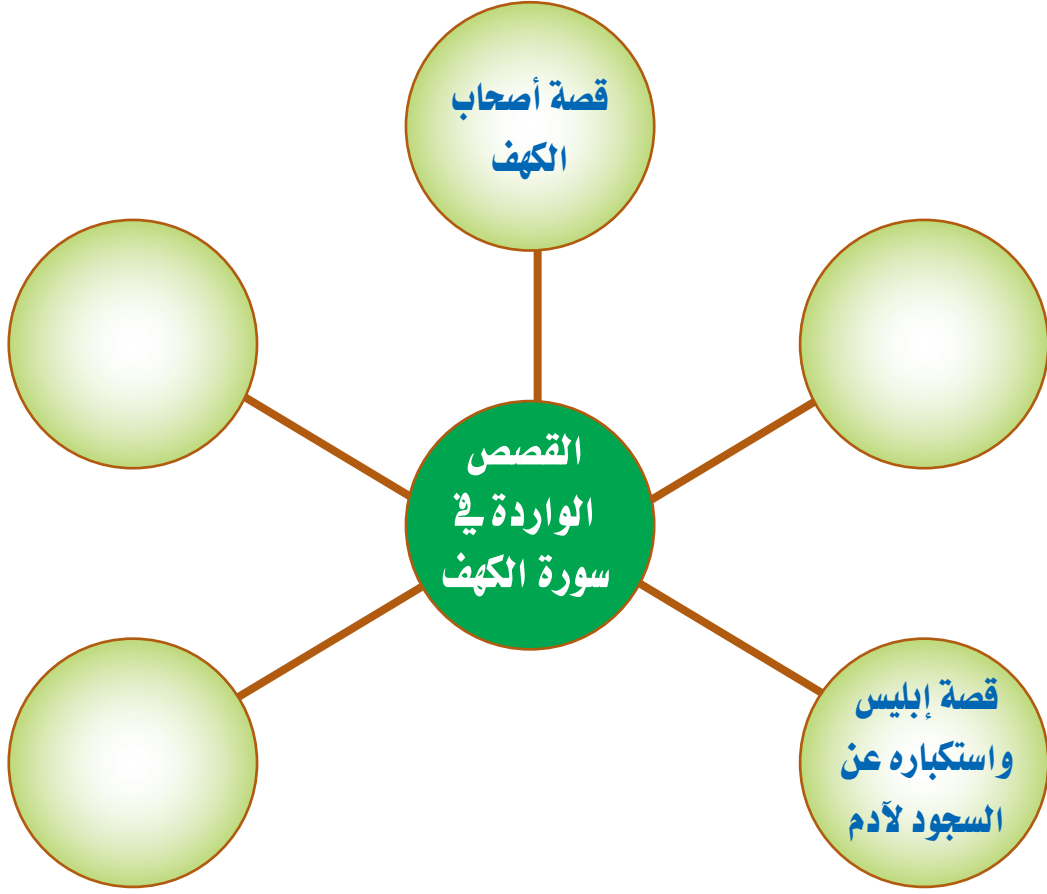 قصة أصحاب
الكهف
القصص
الواردة في
سورة الكهف
قصة إبليس
واستكباره عن
السجود لآدم